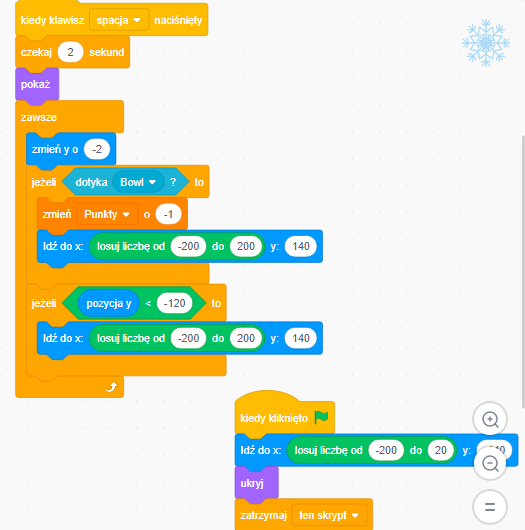 kiedy klawisz spacja naciśnięty
czekaj 2 sekund
pokaż
zawsze
zmień y o -2
jeżeli dotyka Bowl ? to
zmień Punkty o -1
Idź do x: losuj liczbę od -200 do 200 y: 140
jeżeli pozycja y < -120 to
Idź do x: losuj liczbę od -200 do 200 y: 140
kiedy kliknięto
Idź do x: losuj liczbę od -200 do 20 y:
ukryj
zatrzymaj ten skrypt